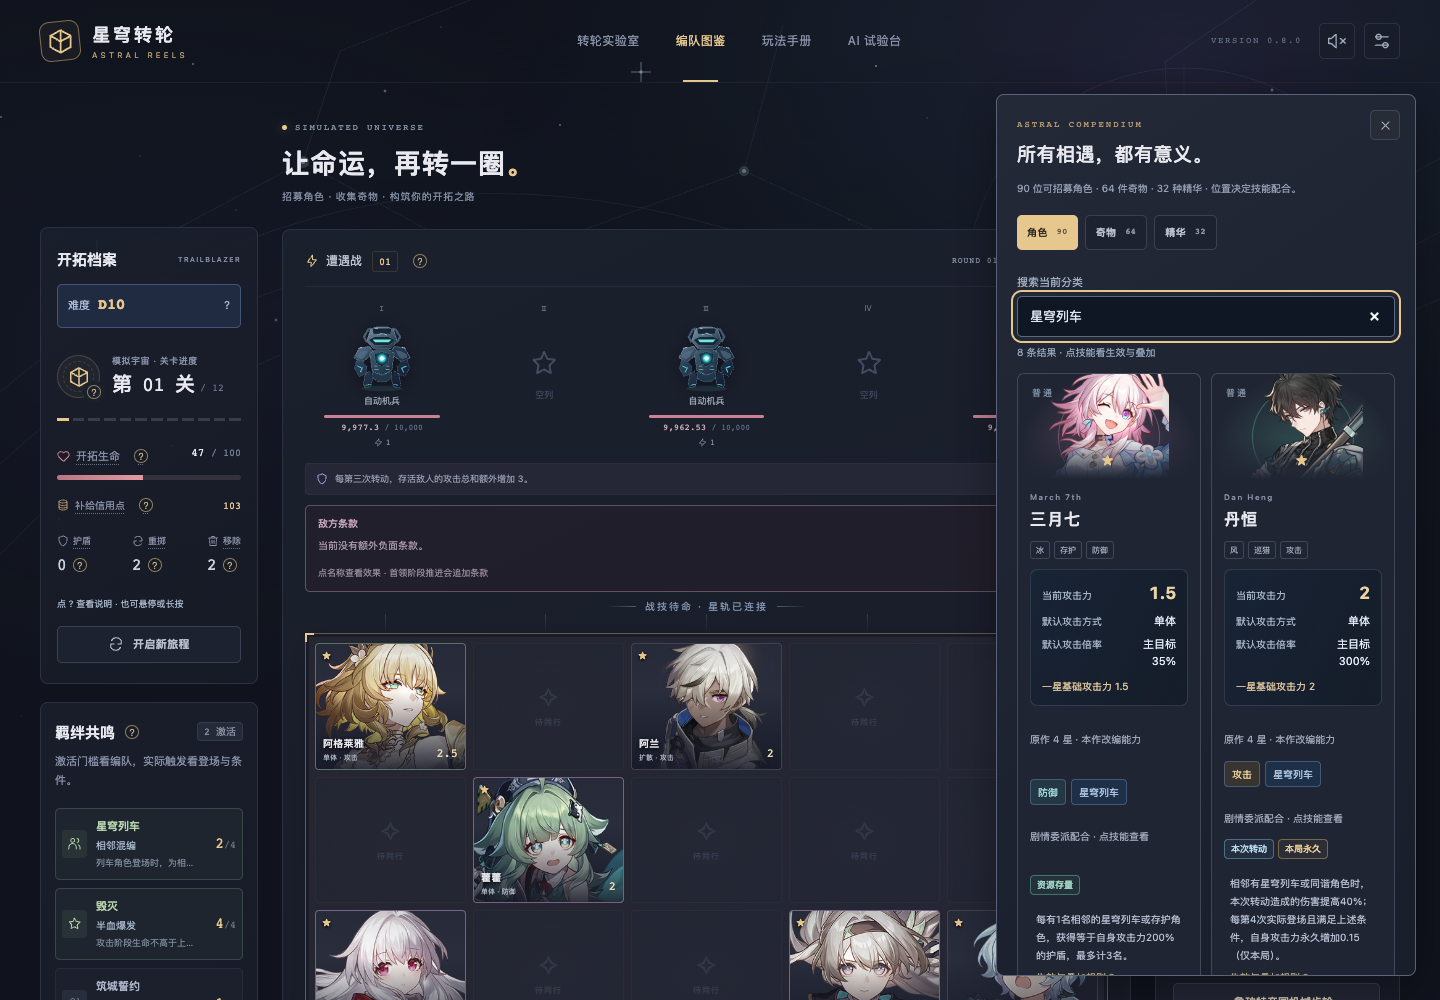 星穹转轮
ASTRAL REELS
转轮实验室
编队图鉴
玩法手册
AI 试验台
VERSION 0.8.0
SIMULATED UNIVERSE
让命运，再转一圈。
招募角色 · 收集奇物 · 构筑你的开拓之路
开拓档案
TRAILBLAZER
难度 D10 ?
模拟宇宙 · 关卡进度
第 01 关 / 12
?
开拓生命 ? 47 / 100
补给信用点 ? 103
护盾 重掷 移除
0 ? 2 ? 2 ?
点 ? 查看说明 · 也可悬停或长按
开启新旅程
羁绊共鸣 ? 2 激活
激活门槛看编队，实际触发看登场与条件。
星穹列车
相邻混编
2/4
列车角色登场时，为相...
毁灭
半血爆发
4/4
攻击阶段生命不高于上...
筑城誓约
遭遇战 01 ?
ROUND 01
I II III IV
自动机兵
空列
自动机兵
空列
9,977.3 / 10,000
9,962.53 / 10,000
9,
1
1
每第三次转动，存活敌人的攻击总和额外增加 3。
敌方条款
当前没有额外负面条款。
点名称查看效果 · 首领阶段推进会追加条款
战技待命 · 星轨已连接
阿格莱雅
单体 · 攻击
2.5
待同行
阿兰
扩散 · 攻击
2
待同行
待同行
藿藿
单体 · 防御
2
待同行
待同行
待同行
待同行
ASTRAL COMPENDIUM
所有相遇，都有意义。
90 位可招募角色 · 64 件奇物 · 32 种精华 · 位置决定技能配合。
角色 90
奇物 64
精华 32
搜索当前分类
星穹列车
8 条结果 · 点技能看生效与叠加
普通
March 7th
三月七
冰 存护 防御
当前攻击力 1.5
默认攻击方式 单体
默认攻击倍率 主目标
35%
一星基础攻击力 1.5
原作 4 星 · 本作改编能力
防御 星穹列车
剧情委派配合 · 点技能查看
资源存量
每有1名相邻的星穹列车或存护角
色，获得等于自身攻击力200%
的护盾，最多计3名。
普通
Dan Heng
丹恒
风 巡猎 攻击
当前攻击力 2
默认攻击方式 单体
默认攻击倍率 主目标
300%
一星基础攻击力 2
原作 4 星 · 本作改编能力
攻击 星穹列车
剧情委派配合 · 点技能查看
本次转动 本局永久
相邻有星穹列车或同谐角色时，
本次转动造成的伤害提高40%；
每第4次实际登场且满足上述条
件，自身攻击力永久增加0.15
（仅本局）。